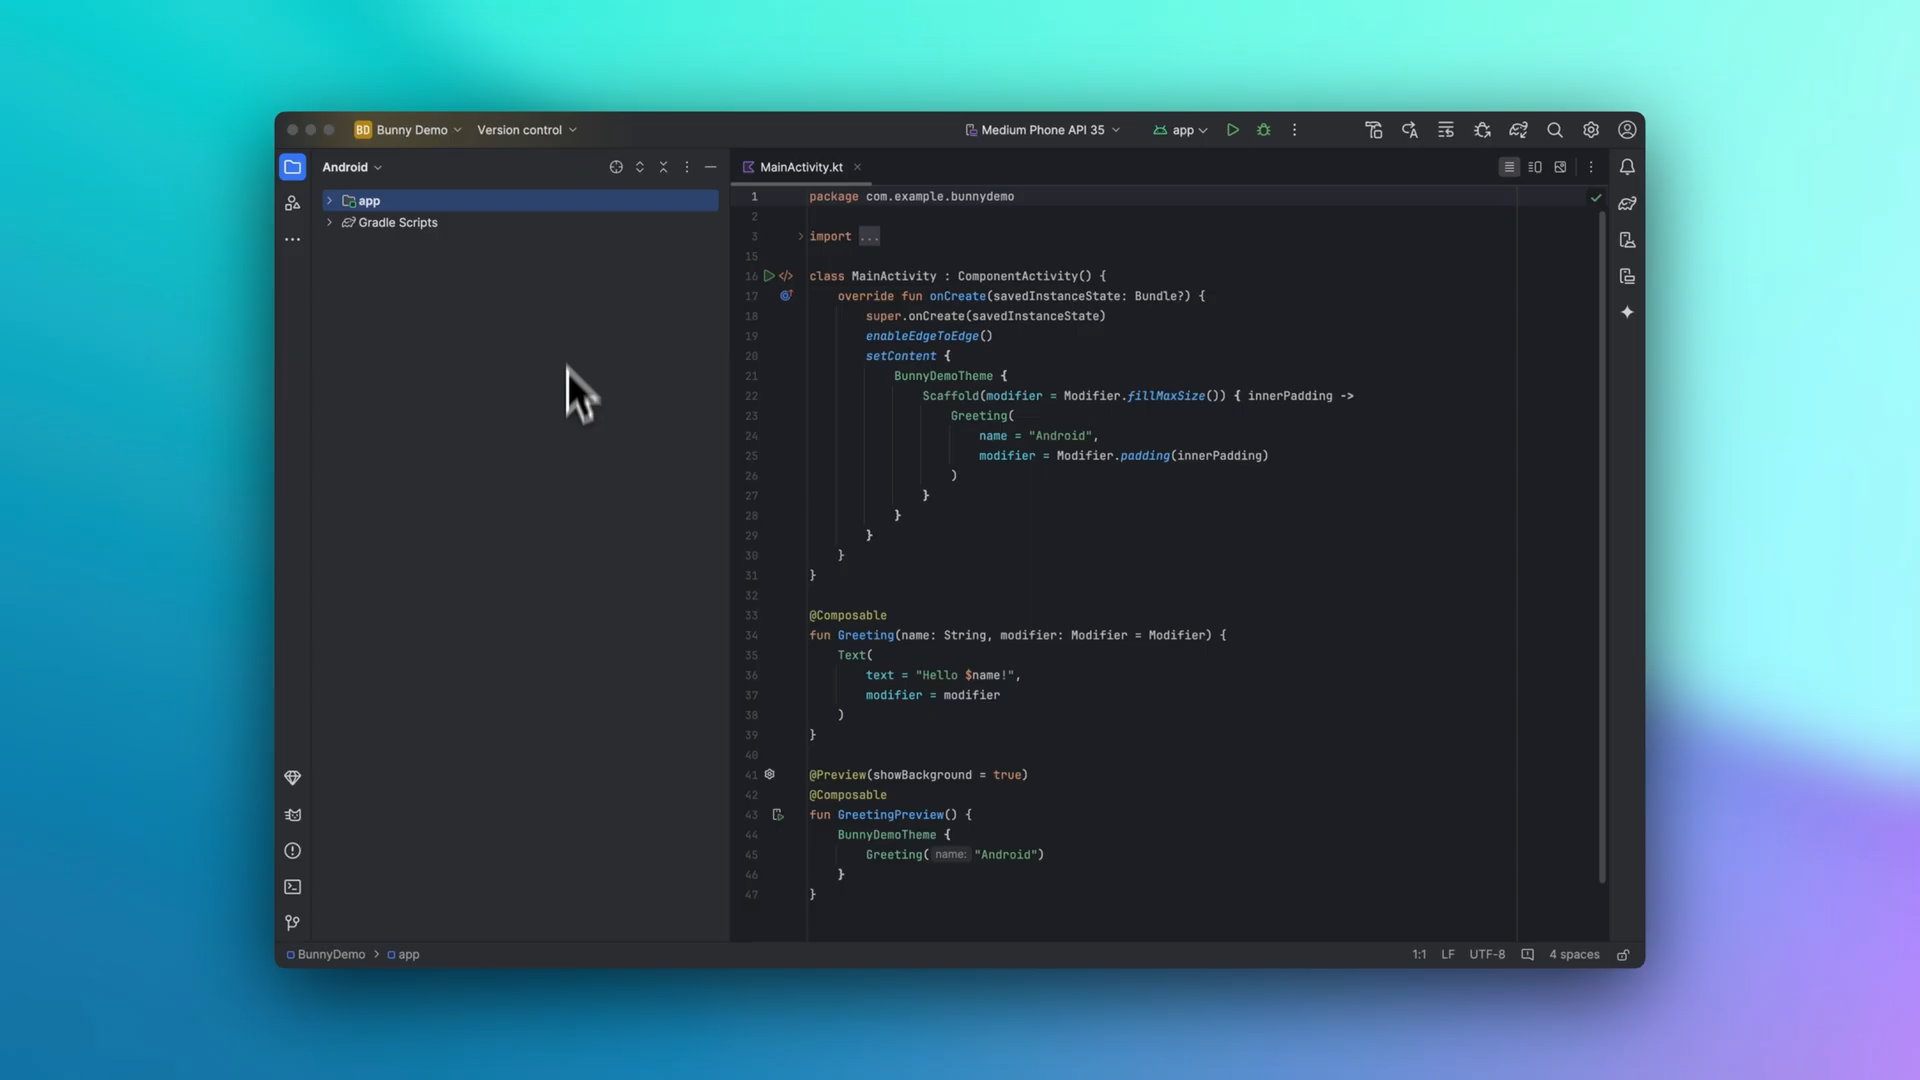 BD Bunny Demo Version control Medium Phone API 35 app
Android
MainActivity.kt
app
Gradle Scripts
1 package com.example.bunnydemo
2
3 import ...
15
16 class MainActivity : ComponentActivity() {
17 override fun onCreate(savedInstanceState: Bundle?) {
18 super.onCreate(savedInstanceState)
19 enableEdgeToEdge()
20 setContent {
21 BunnyDemoTheme {
22 Scaffold(modifier = Modifier.fillMaxSize()) { innerPadding ->
23 Greeting(
24 name = "Android",
25 modifier = Modifier.padding(innerPadding)
26 )
27 }
28 }
29 }
30 }
31 }
32
33 @Composable
34 fun Greeting(name: String, modifier: Modifier = Modifier) {
35 Text(
36 text = "Hello $name!",
37 modifier = modifier
38 )
39 }
40
41 @Preview(showBackground = true)
42 @Composable
43 fun GreetingPreview() {
44 BunnyDemoTheme {
45 Greeting( name: "Android")
46 }
47 }
BunnyDemo > app 1:1 LF UTF-8 4 spaces